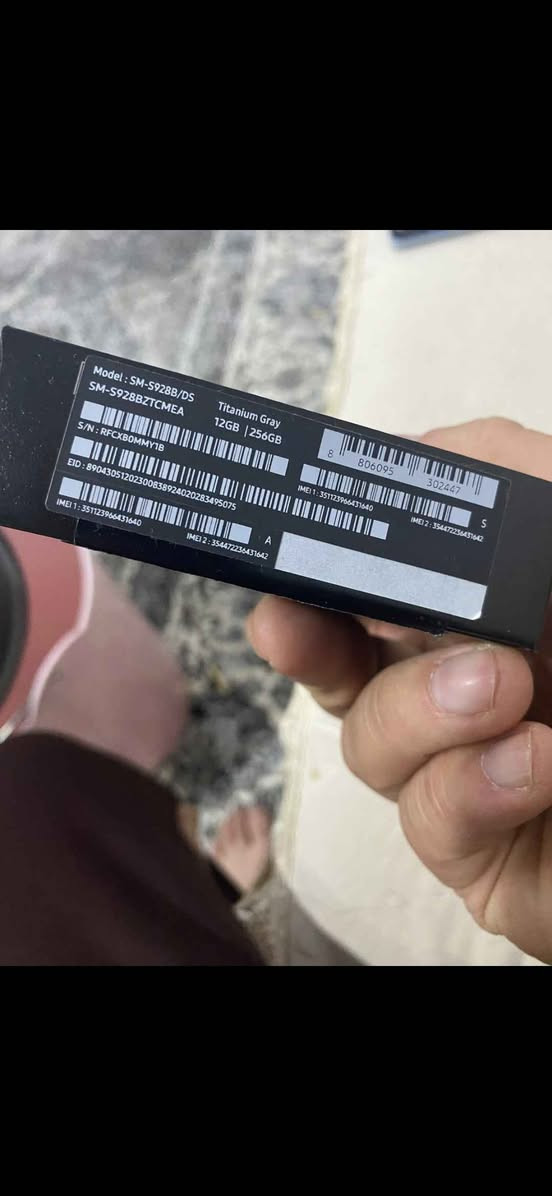 Model : SM-S928B/DS
SM-S928BZTCMEA
Titanium Gray
12GB | 256GB
S/N : RFCXB0MMY1B
8 806095 302447
EID : 89043051202300838924020283495075
IMEI 1 : 351123966431640
IMEI 2 : 354472236431642
S
IMEI 1 : 351123966431640
IMEI 2 : 354472236431642
A